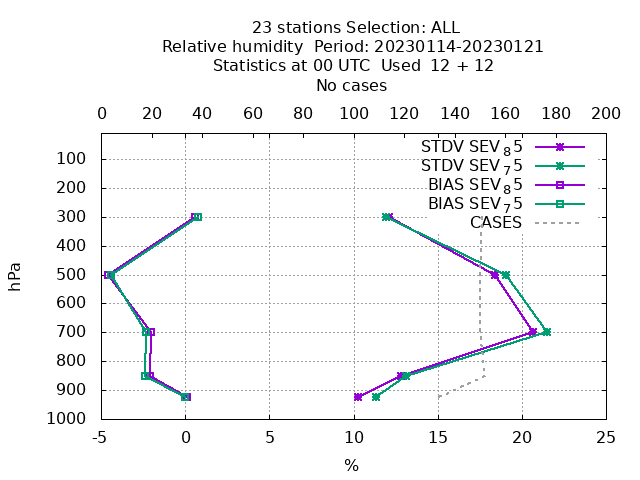 23 stations Selection: ALL
Relative humidity  Period: 20230114-20230121
Statistics at 00 UTC  Used  12 + 12
No cases
0 20 40 60 80 100 120 140 160 180 200
STDV SEV₈5
STDV SEV₇5
BIAS SEV₈5
BIAS SEV₇5
CASES
100
200
300
400
500
600
700
800
900
1000
hPa
-5 0 5 10 15 20 25
%